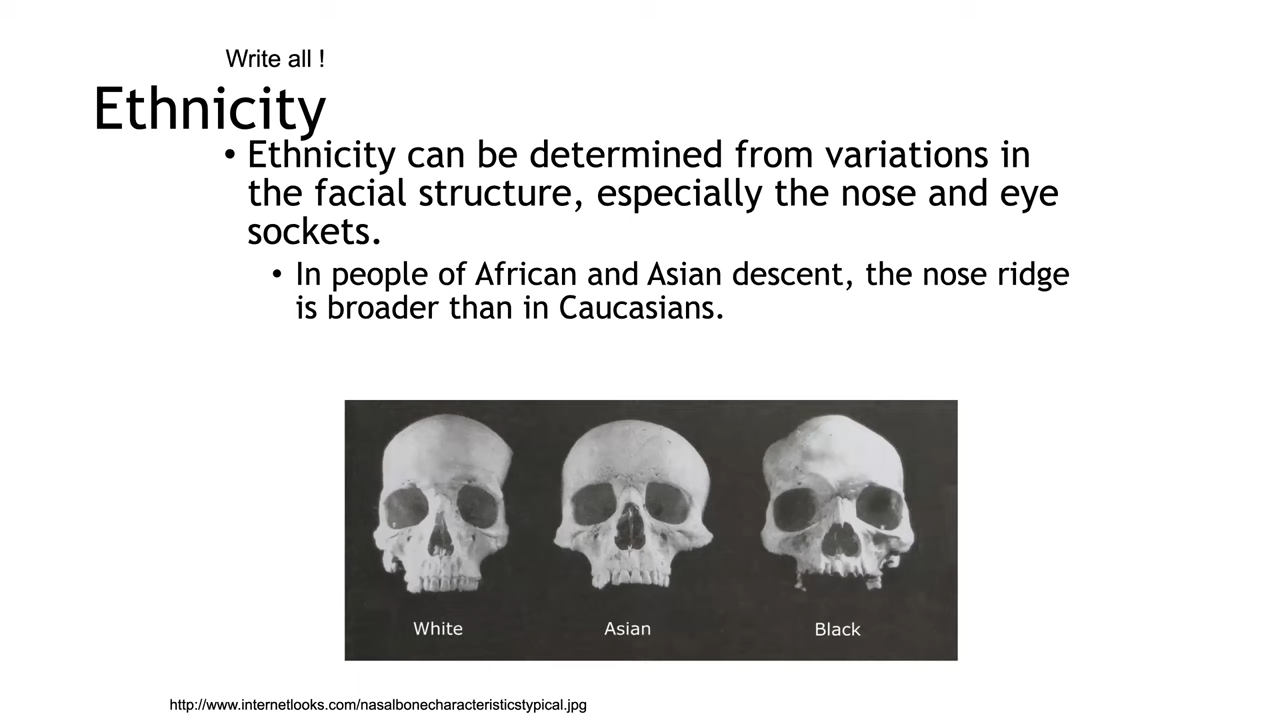 Write all !
Ethnicity
• Ethnicity can be determined from variations in
the facial structure, especially the nose and eye
sockets.
• In people of African and Asian descent, the nose ridge
is broader than in Caucasians.
White Asian Black
http://www.internetlooks.com/nasalbonecharacteristicstypical.jpg